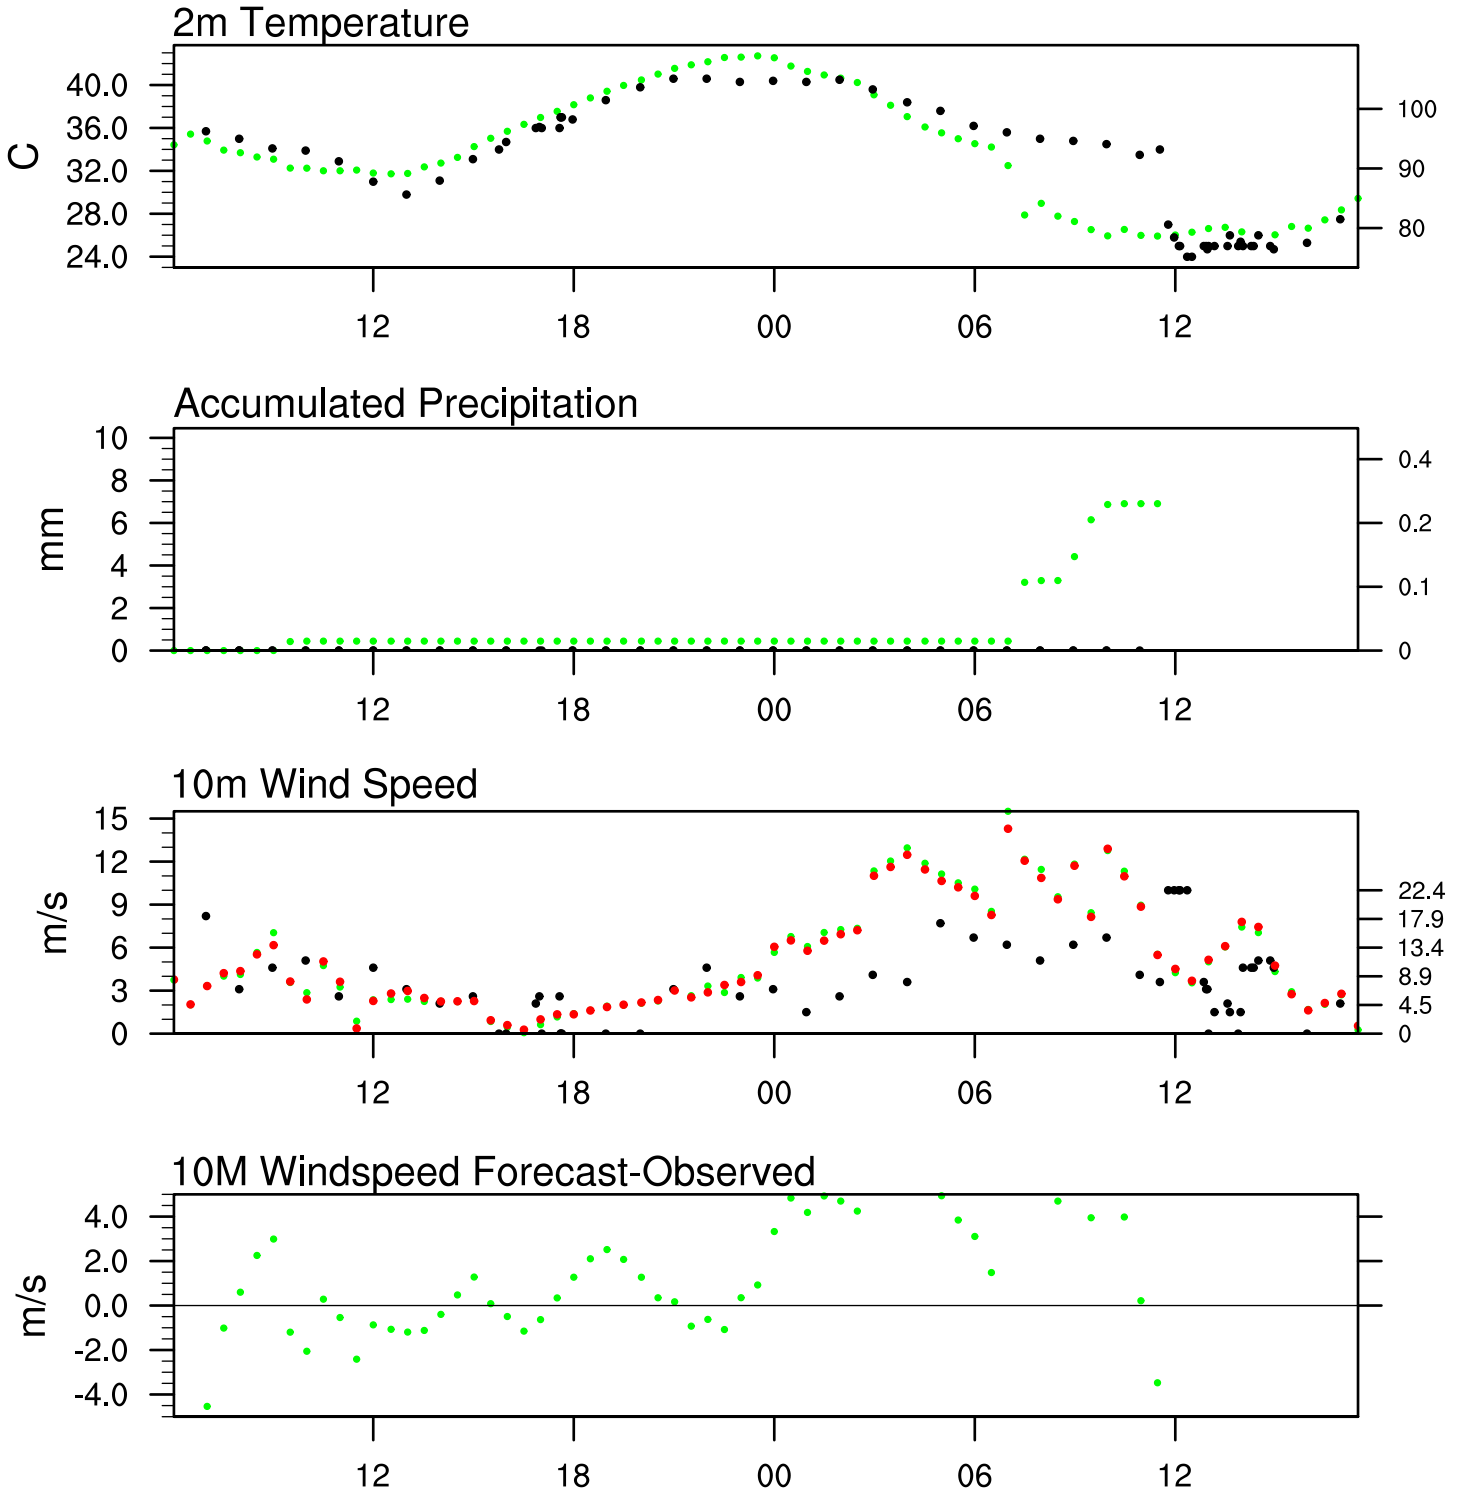 2m Temperature
40.0
36.0
32.0
28.0
24.0
C
100
90
80
12 18 00 06 12
Accumulated Precipitation
10
8
6
4
2
0
mm
0.4
0.2
0.1
0
12 18 00 06 12
10m Wind Speed
15
12
9
6
3
0
m/s
22.4
17.9
13.4
8.9
4.5
0
12 18 00 06 12
10M Windspeed Forecast-Observed
4.0
2.0
0.0
-2.0
-4.0
m/s
12 18 00 06 12